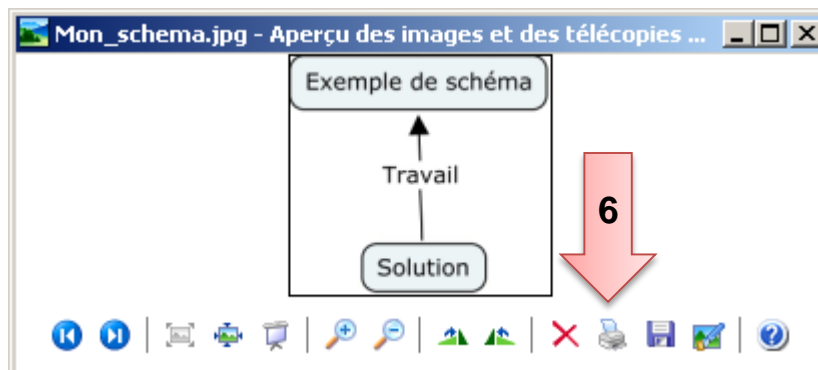 Mon_schema.jpg - Aperçu des images et des télécopies ...
Exemple de schéma
Travail
6
Solution